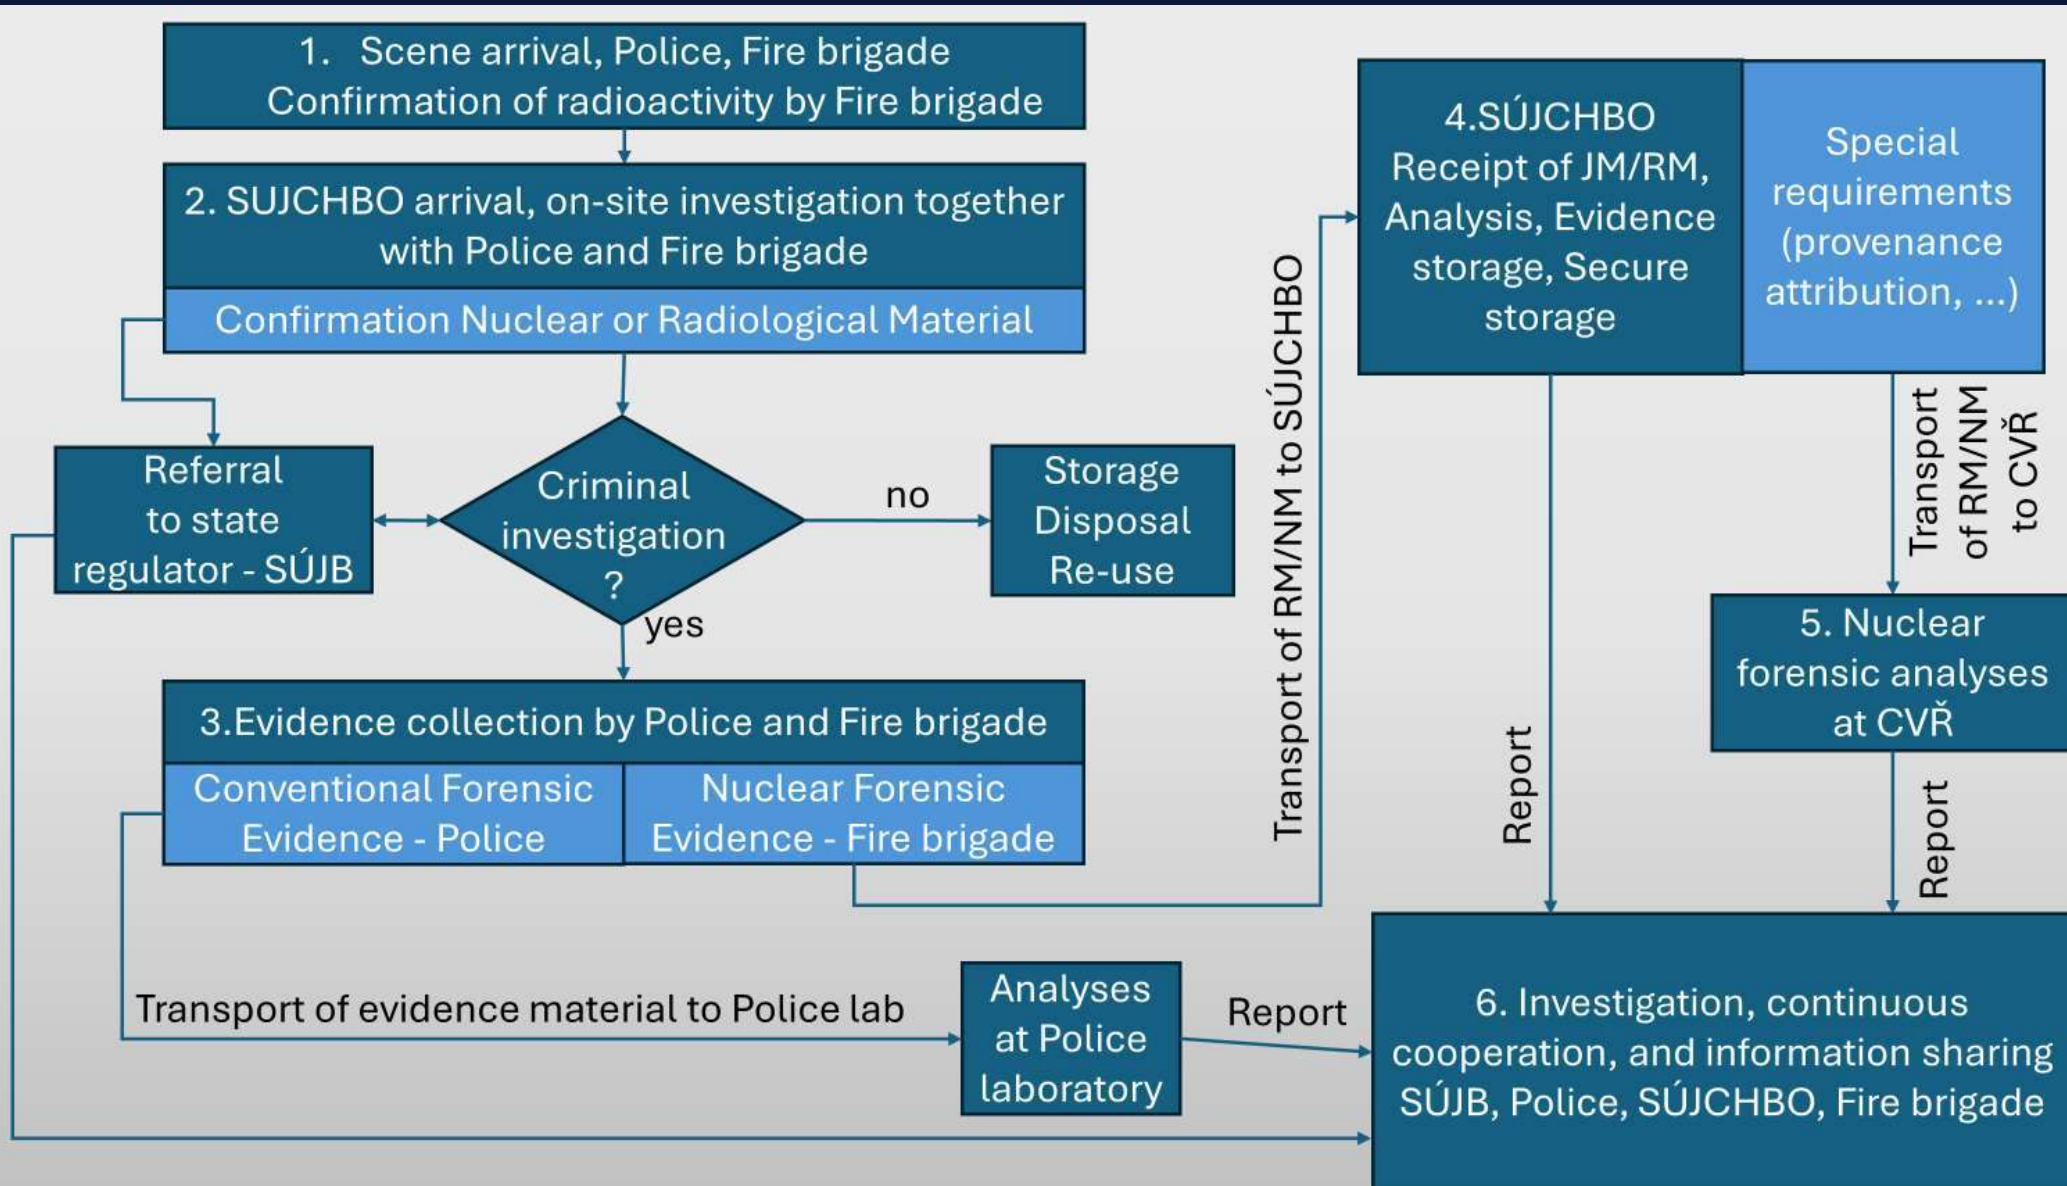 1. Scene arrival, Police, Fire brigade
Confirmation of radioactivity by Fire brigade
2. SUJCHBO arrival, on-site investigation together
with Police and Fire brigade
Confirmation Nuclear or Radiological Material
Referral
to state
regulator - SÚJB
Criminal
investigation
?
no
Storage
Disposal
Re-use
yes
3.Evidence collection by Police and Fire brigade
Conventional Forensic
Evidence - Police
Nuclear Forensic
Evidence - Fire brigade
Transport of evidence material to Police lab
Analyses
at Police
laboratory
Report
Transport of RM/NM to SÚJCHBO
4.SÚJCHBO
Receipt of JM/RM,
Analysis, Evidence
storage, Secure
storage
Special
requirements
(provenance
attribution, ...)
Transport
of RM/NM
to CVŘ
5. Nuclear
forensic analyses
at CVŘ
Report
Report
6. Investigation, continuous
cooperation, and information sharing
SÚJB, Police, SÚJCHBO, Fire brigade